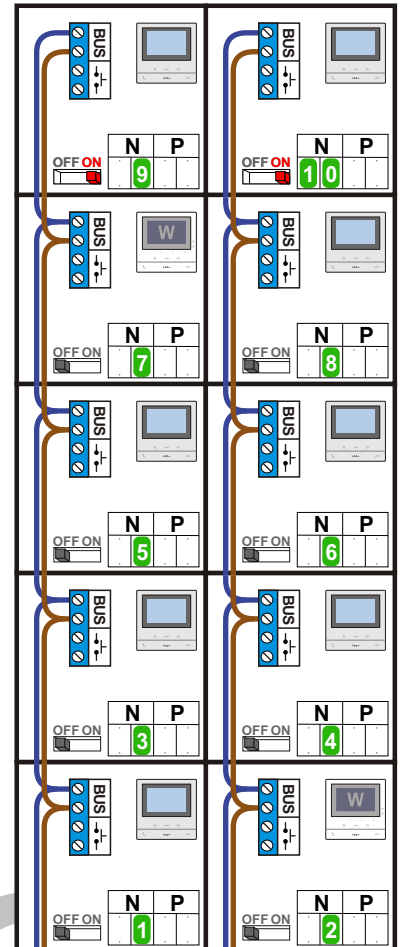 BUS BUS
N P N P
OFF ON OFF ON
9 10
BUS W BUS
N P N P
OFF ON OFF ON
7 8
BUS BUS
N P N P
OFF ON OFF ON
5 6
BUS BUS
N P N P
OFF ON OFF ON
3 4
BUS BUS W
N P N P
OFF ON OFF ON
1 2